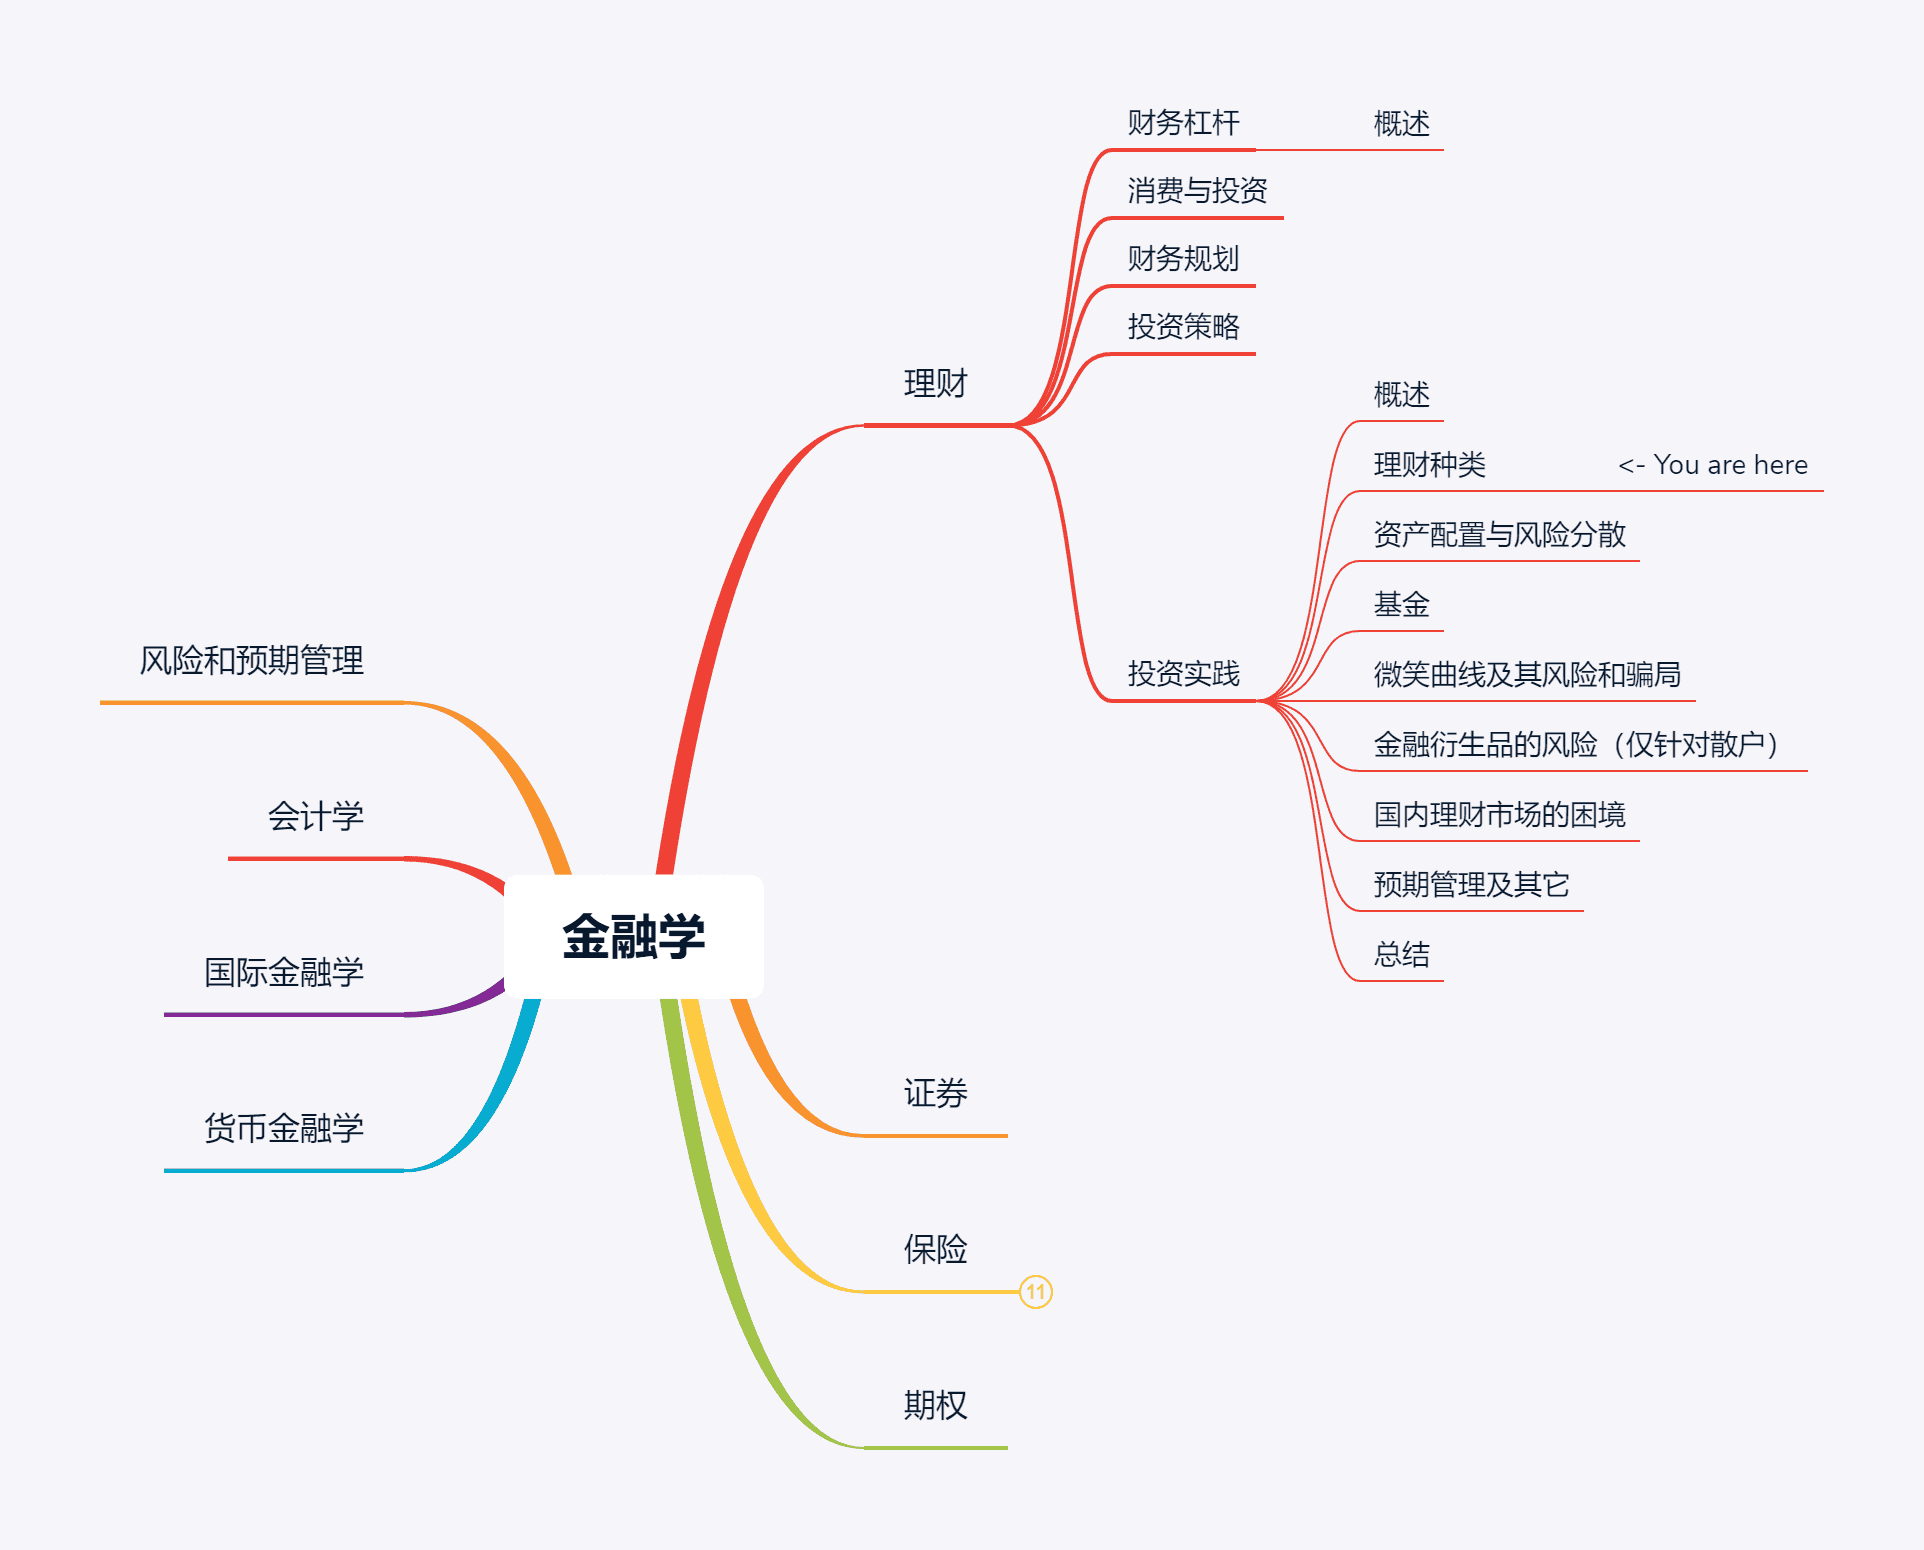 金融学
理财
财务杠杆
概述
消费与投资
财务规划
投资策略
投资实践
概述
理财种类
<- You are here
资产配置与风险分散
基金
微笑曲线及其风险和骗局
金融衍生品的风险（仅针对散户）
国内理财市场的困境
预期管理及其它
总结
证券
保险
11
期权
风险和预期管理
会计学
国际金融学
货币金融学